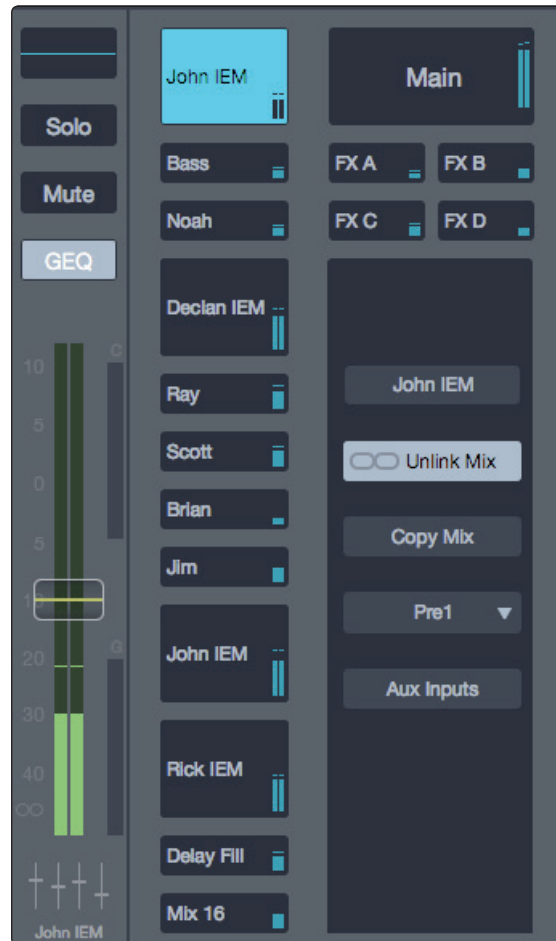 Solo
Mute
GEQ
10
5
0
5
10
20
30
40
∞
C
G
John IEM
John IEM
Bass
Noah
Declan IEM
Ray
Scott
Brian
Jim
John IEM
Rick IEM
Delay Fill
Mix 16
Main
FX A
FX B
FX C
FX D
John IEM
Unlink Mix
Copy Mix
Pre1
Aux Inputs